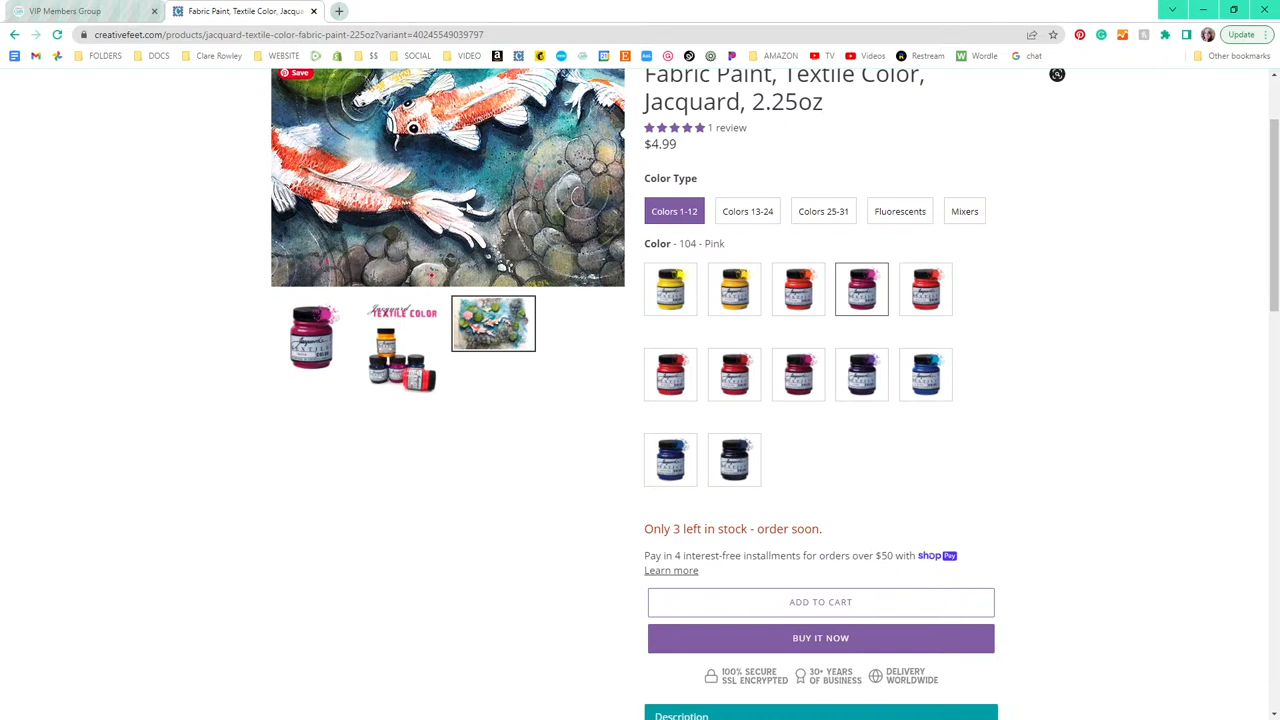 VIP Members Group
Fabric Paint, Textile Color, Jacqua
creativefeet.com/products/jacquard-textile-color-fabric-paint-225oz?variant=40245549039797
Update
FOLDERS DOCS Clare Rowley WEBSITE $$ SOCIAL VIDEO AMAZON TV Videos Restream Wordle chat Other bookmarks
Save
Fabric Paint, Textile Color,
Jacquard, 2.25oz
1 review
$4.99
Color Type
Colors 1-12 Colors 13-24 Colors 25-31 Fluorescents Mixers
Color - 104 - Pink
Jacquard
TEXTILE COLOR
Only 3 left in stock - order soon.
Pay in 4 interest-free installments for orders over $50 with shop Pay
Learn more
ADD TO CART
BUY IT NOW
100% SECURE
SSL ENCRYPTED
30+ YEARS
OF BUSINESS
DELIVERY
WORLDWIDE
Description